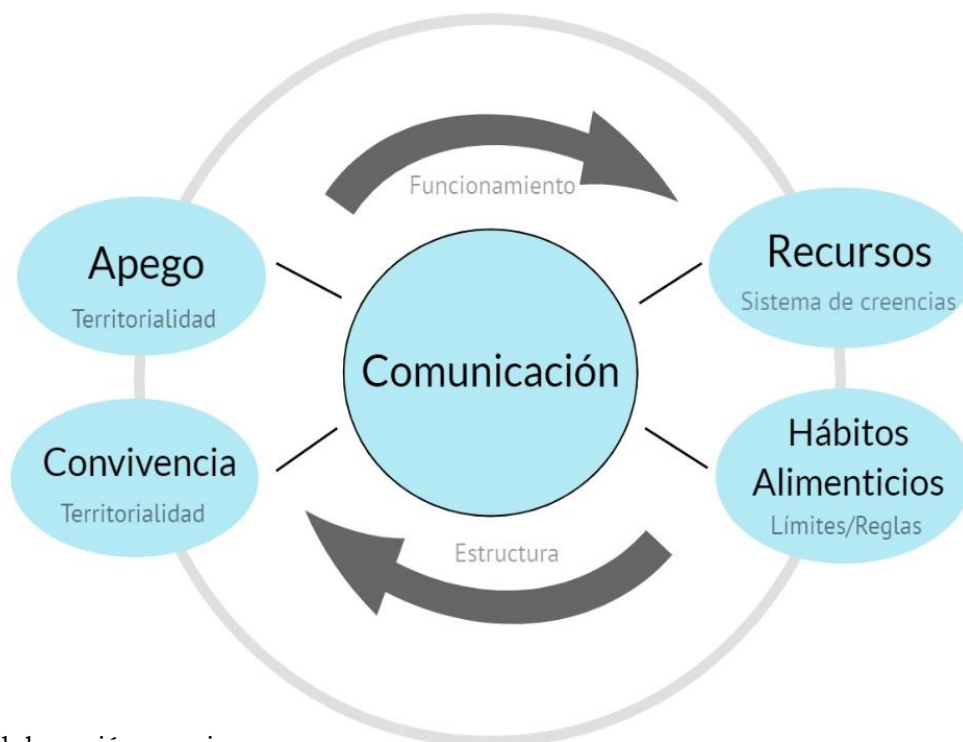 Funcionamiento
Apego
Territorialidad
Recursos
Sistema de creencias
Comunicación
Convivencia
Territorialidad
Hábitos
Alimenticios
Límites/Reglas
Estructura